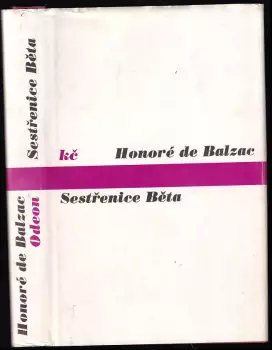 Sestřenice Běta
Honoré de Balzac
Odeon
kč
Honoré de Balzac
Sestřenice Běta